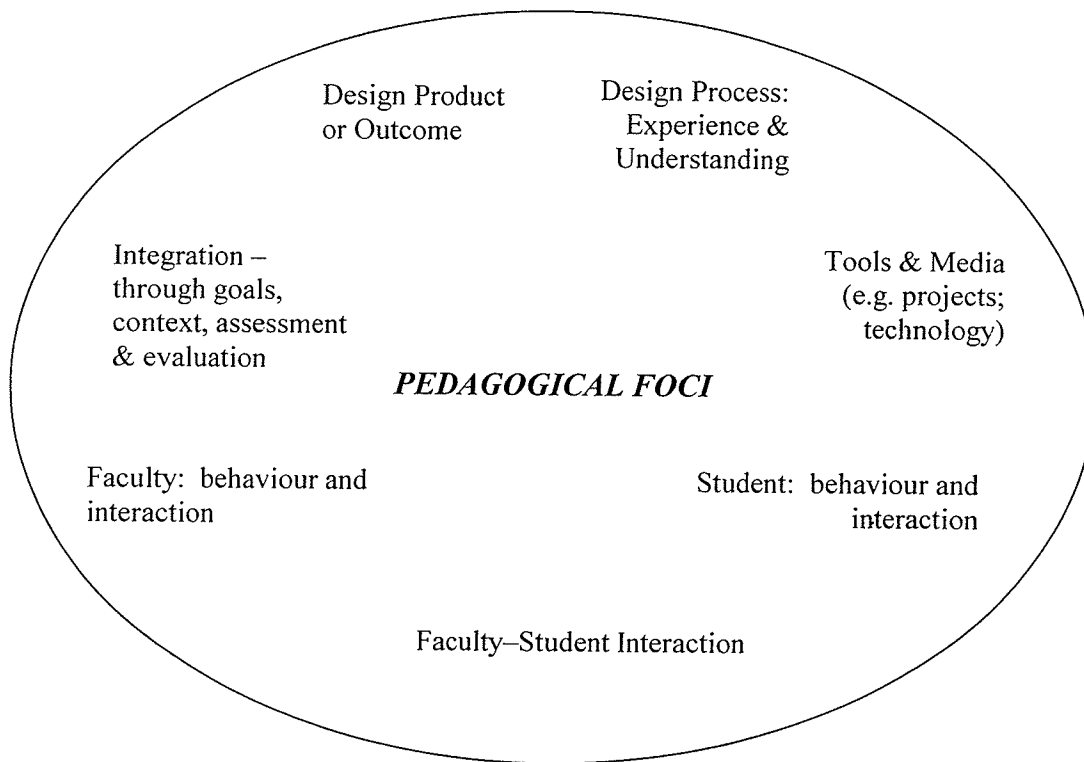 Design Product
or Outcome
Design Process:
Experience &
Understanding
Integration –
through goals,
context, assessment
& evaluation
Tools & Media
(e.g. projects;
technology)
PEDAGOGICAL FOCI
Faculty: behaviour and
interaction
Student: behaviour and
interaction
Faculty–Student Interaction